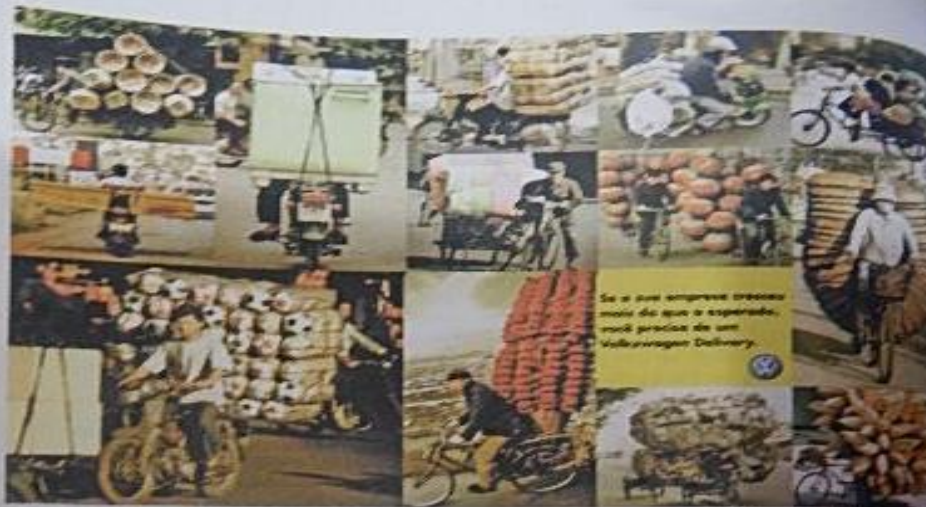 Se a sua empresa cresceu
mais do que o esperado,
você precisa de um
Volkswagen Delivery.